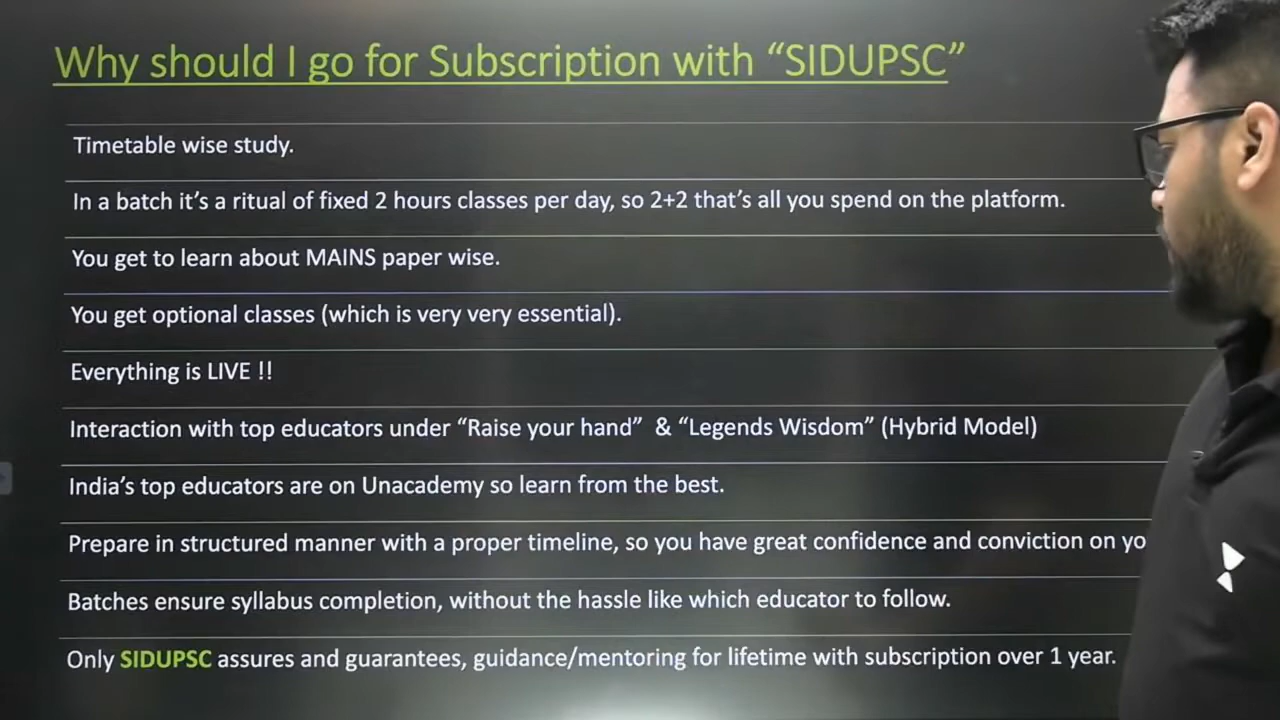 Why should I go for Subscription with “SIDUPSC”
Timetable wise study.
In a batch it’s a ritual of fixed 2 hours classes per day, so 2+2 that’s all you spend on the platform.
You get to learn about MAINS paper wise.
You get optional classes (which is very very essential).
Everything is LIVE !!
Interaction with top educators under “Raise your hand” & “Legends Wisdom” (Hybrid Model)
India’s top educators are on Unacademy so learn from the best.
Prepare in structured manner with a proper timeline, so you have great confidence and conviction on
Batches ensure syllabus completion, without the hassle like which educator to follow.
Only SIDUPSC assures and guarantees, guidance/mentoring for lifetime with subscription over 1 year.